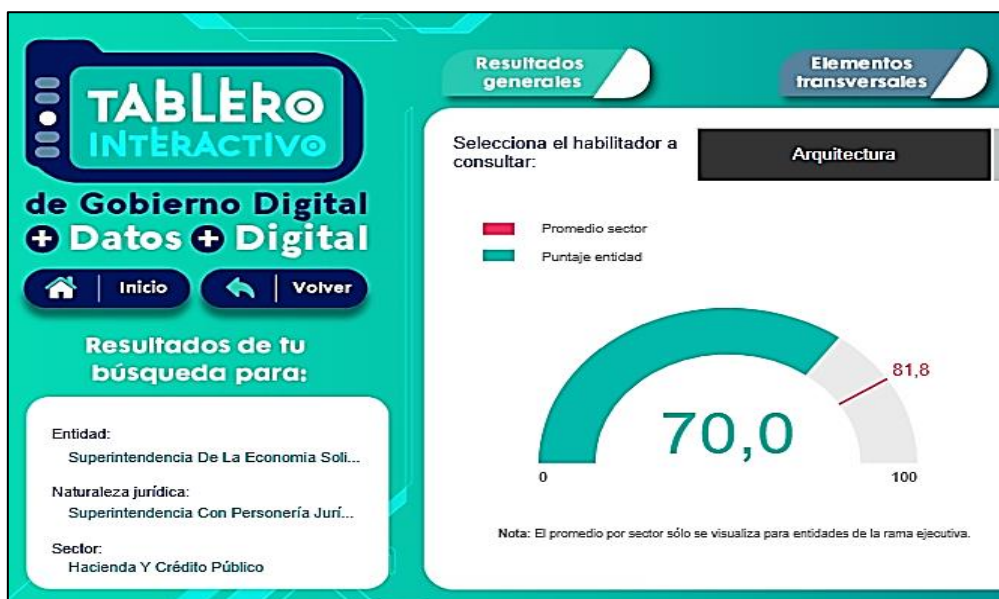 TABLERO
INTERACTIVO
de Gobierno Digital
+ Datos + Digital
Inicio
Volver
Resultados de tu
búsqueda para:
Entidad:
Superintendencia De La Economia Soli...
Naturaleza jurídica:
Superintendencia Con Personería Jurí...
Sector:
Hacienda Y Crédito Público
Resultados
generales
Elementos
transversales
Selecciona el habilitador a
consultar:
Arquitectura
Promedio sector
Puntaje entidad
81,8
70,0
0
100
Nota: El promedio por sector sólo se visualiza para entidades de la rama ejecutiva.